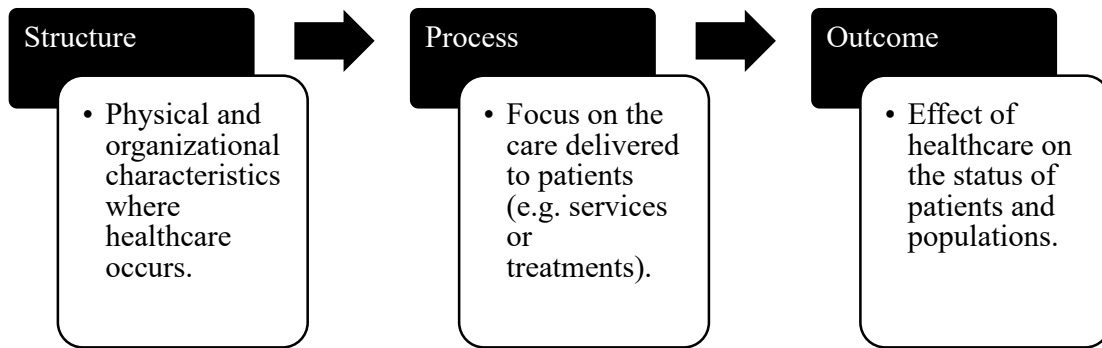 Structure
• Physical and
organizational
characteristics
where
healthcare
occurs.
Process
• Focus on the
care delivered
to patients
(e.g. services
or
treatments).
Outcome
• Effect of
healthcare on
the status of
patients and
populations.